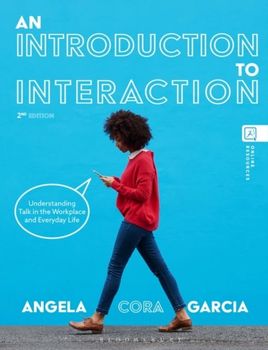 AN
INTRODUCTION
TO
INTERACTION
2ND EDITION
ONLINE
RESOURCES
Understanding
Talk in the Workplace
and Everyday Life
ANGELA CORA GARCIA
BLOOMSBURY